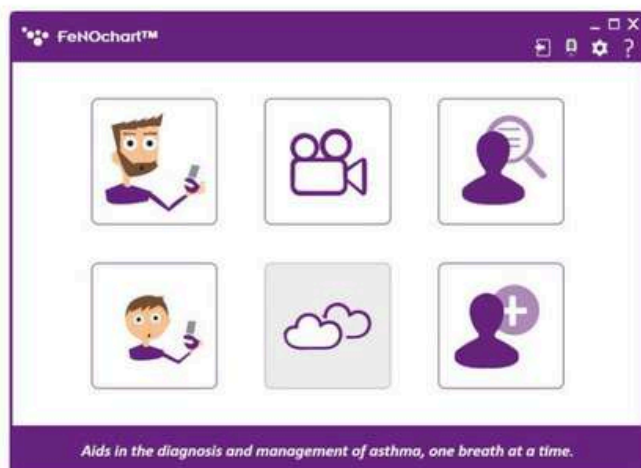 FeNOchart™
Aids in the diagnosis and management of asthma, one breath at a time.